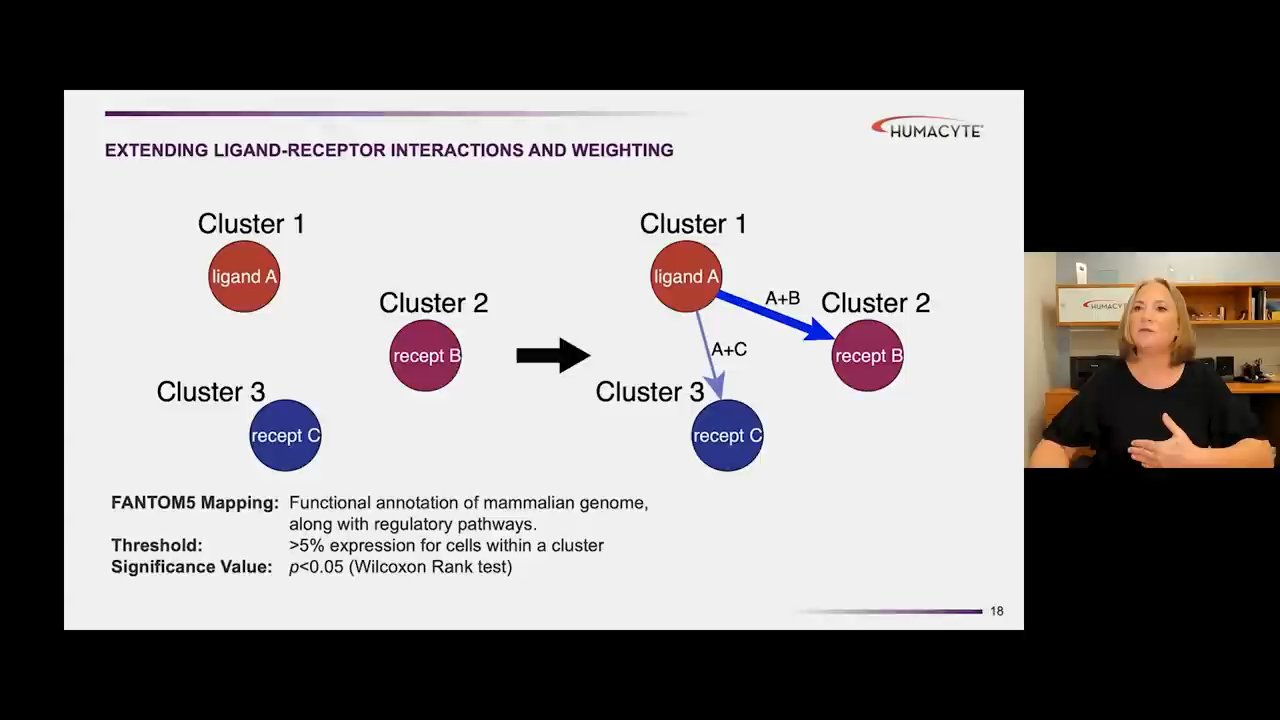 HUMACYTE
EXTENDING LIGAND-RECEPTOR INTERACTIONS AND WEIGHTING
Cluster 1
ligand A
Cluster 2
recept B
Cluster 3
recept C
Cluster 1
ligand A
A+B
Cluster 2
recept B
A+C
Cluster 3
recept C
FANTOM5 Mapping: Functional annotation of mammalian genome,
along with regulatory pathways.
Threshold: >5% expression for cells within a cluster
Significance Value: p<0.05 (Wilcoxon Rank test)
18
HUMACYTE